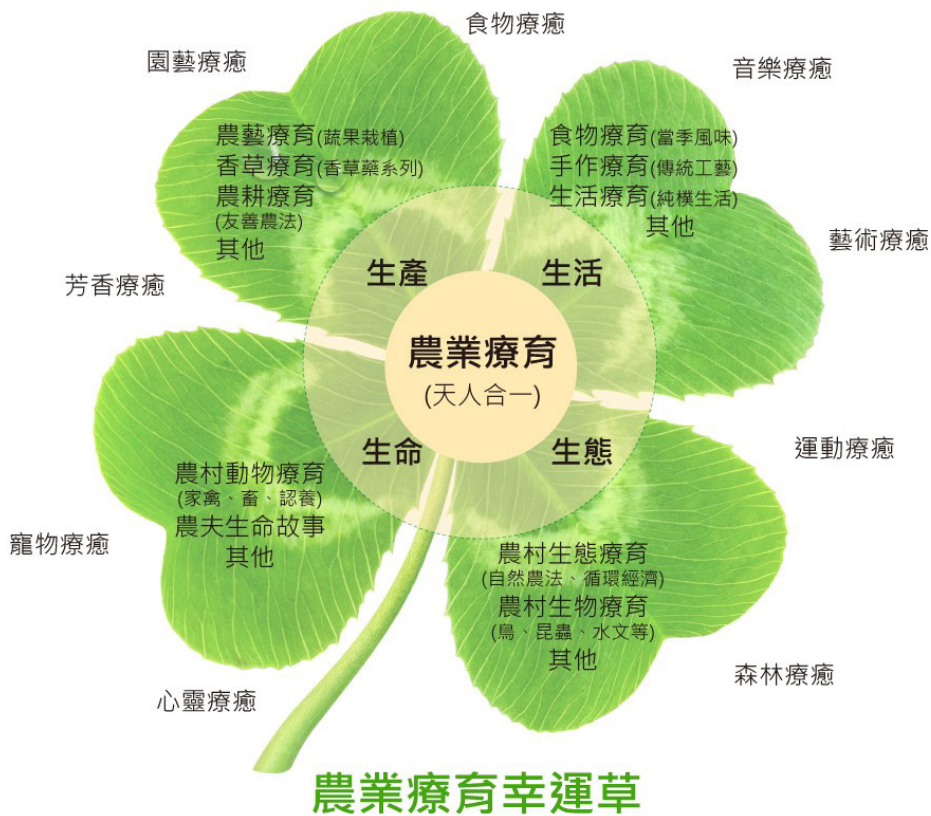 食物療癒
園藝療癒
音樂療癒
農藝療育(蔬果栽植)
香草療育(香草藥系列)
農耕療育
(友善農法)
其他
食物療育(當季風味)
手作療育(傳統工藝)
生活療育(純樸生活)
其他
藝術療癒
芳香療癒
生產
生活
農業療育
(天人合一)
生命
生態
運動療癒
農村動物療育
(家禽、畜、認養)
農夫生命故事
其他
寵物療癒
農村生態療育
(自然農法、循環經濟)
農村生物療育
(鳥、昆蟲、水文等)
其他
森林療癒
心靈療癒
農業療育幸運草